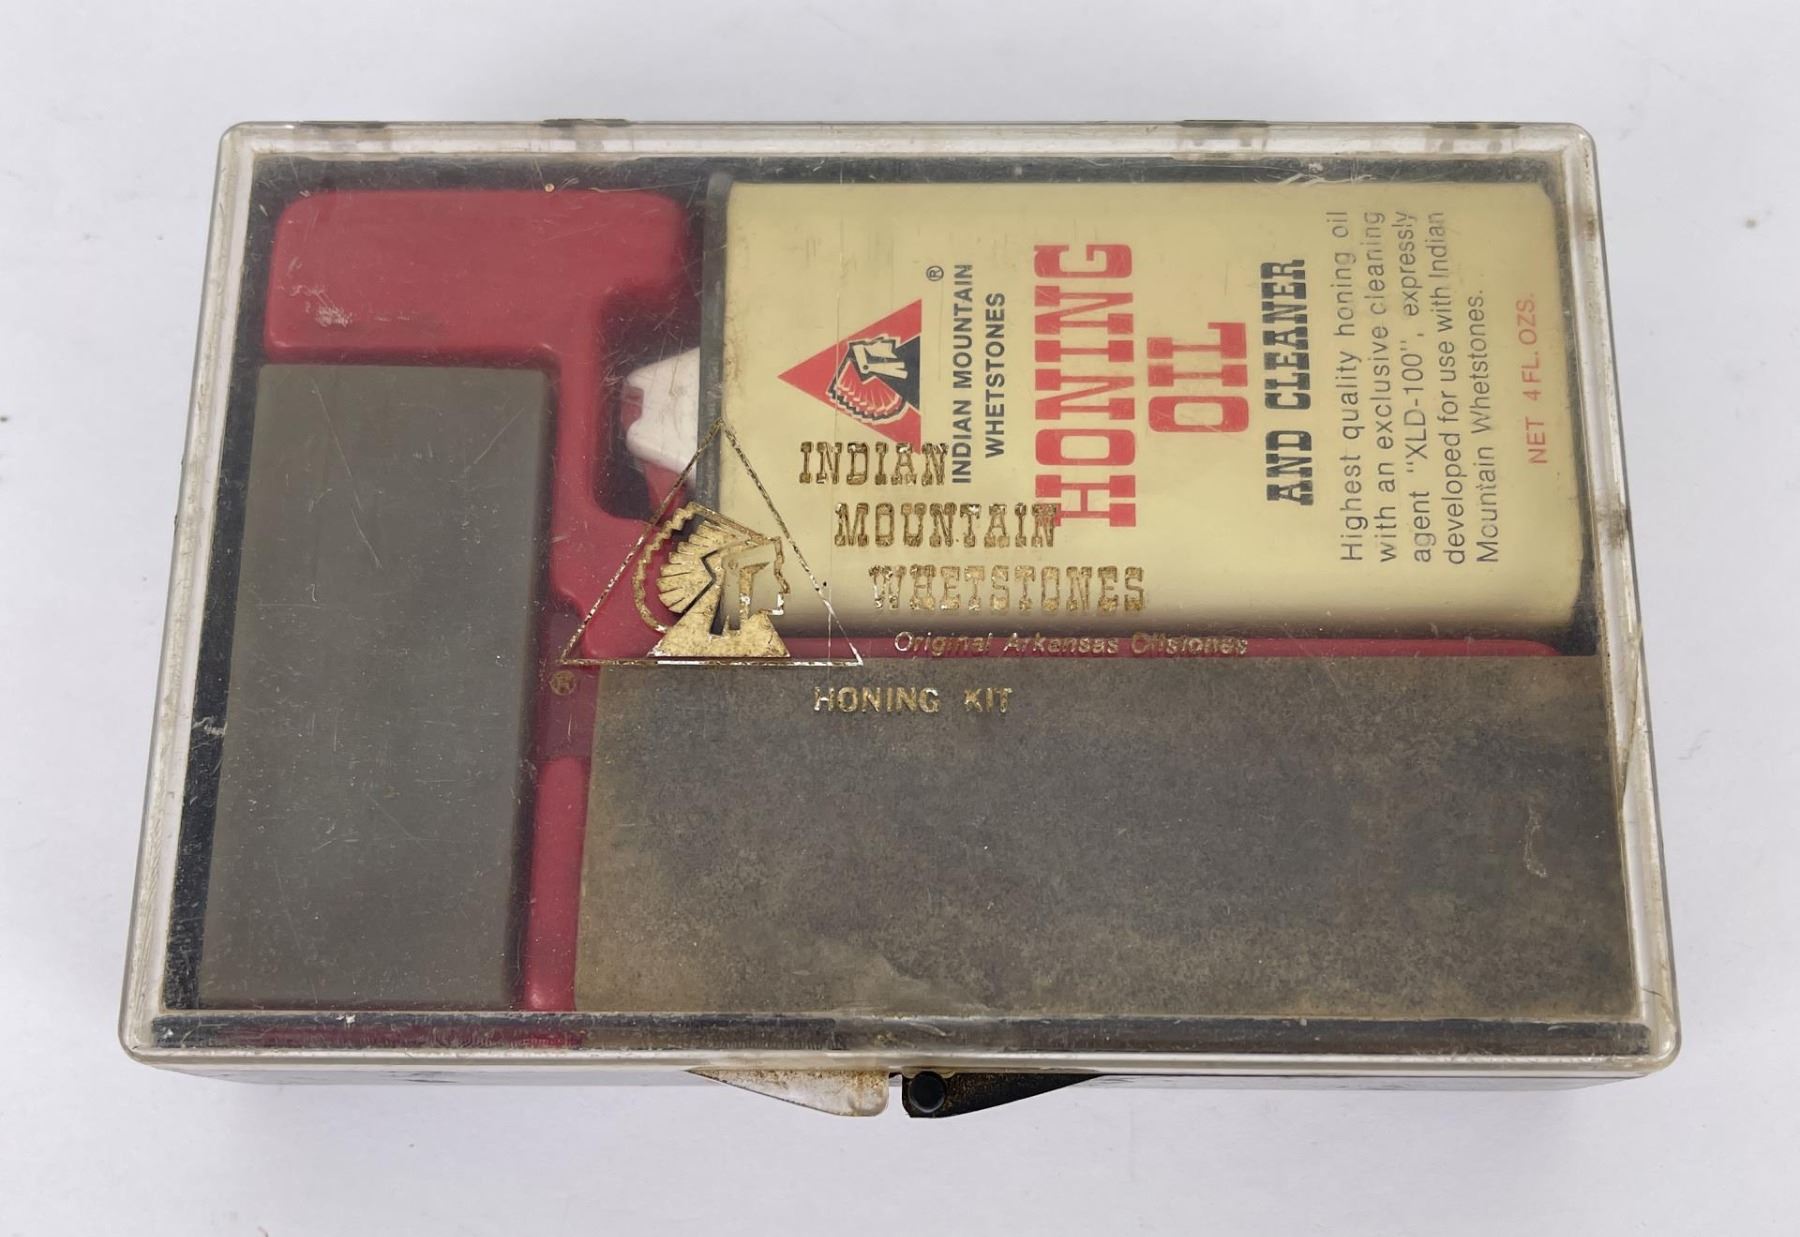 INDIAN
MOUNTAIN
WHETSTONES
Original Arkansas Oilstones
HONING KIT
®
®
INDIAN MOUNTAIN
WHETSTONES
HONING
OIL
AND CLEANER
Highest quality honing oil
with an exclusive cleaning
agent "XLD-100", expressly
developed for use with Indian
Mountain Whetstones.
NET 4 FL. OZS.